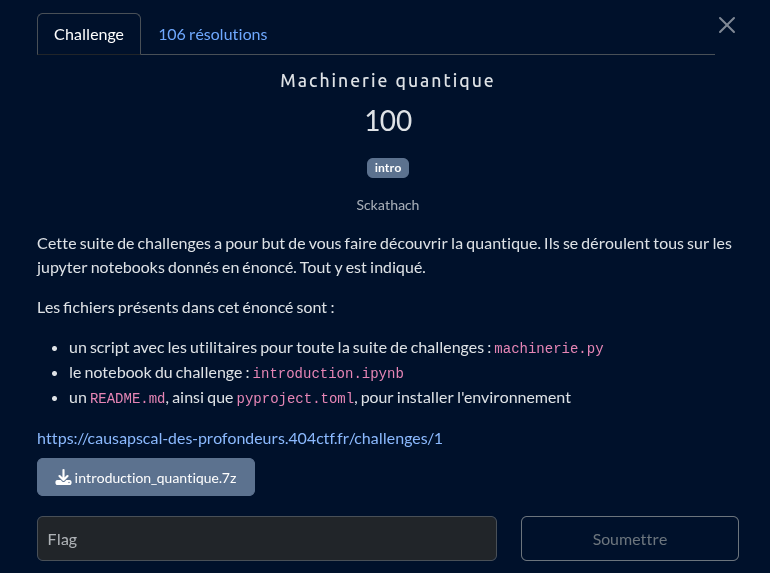 Challenge
106 résolutions
Machinerie quantique
100
intro
Sckathach
Cette suite de challenges a pour but de vous faire découvrir la quantique. Ils se déroulent tous sur les
jupyter notebooks donnés en énoncé. Tout y est indiqué.
Les fichiers présents dans cet énoncé sont :
• un script avec les utilitaires pour toute la suite de challenges : machinerie.py
• le notebook du challenge : introduction.ipynb
• un README.md, ainsi que pyproject.toml, pour installer l'environnement
https://causapscal-des-profondeurs.404ctf.fr/challenges/1
introduction_quantique.7z
Flag
Soumettre